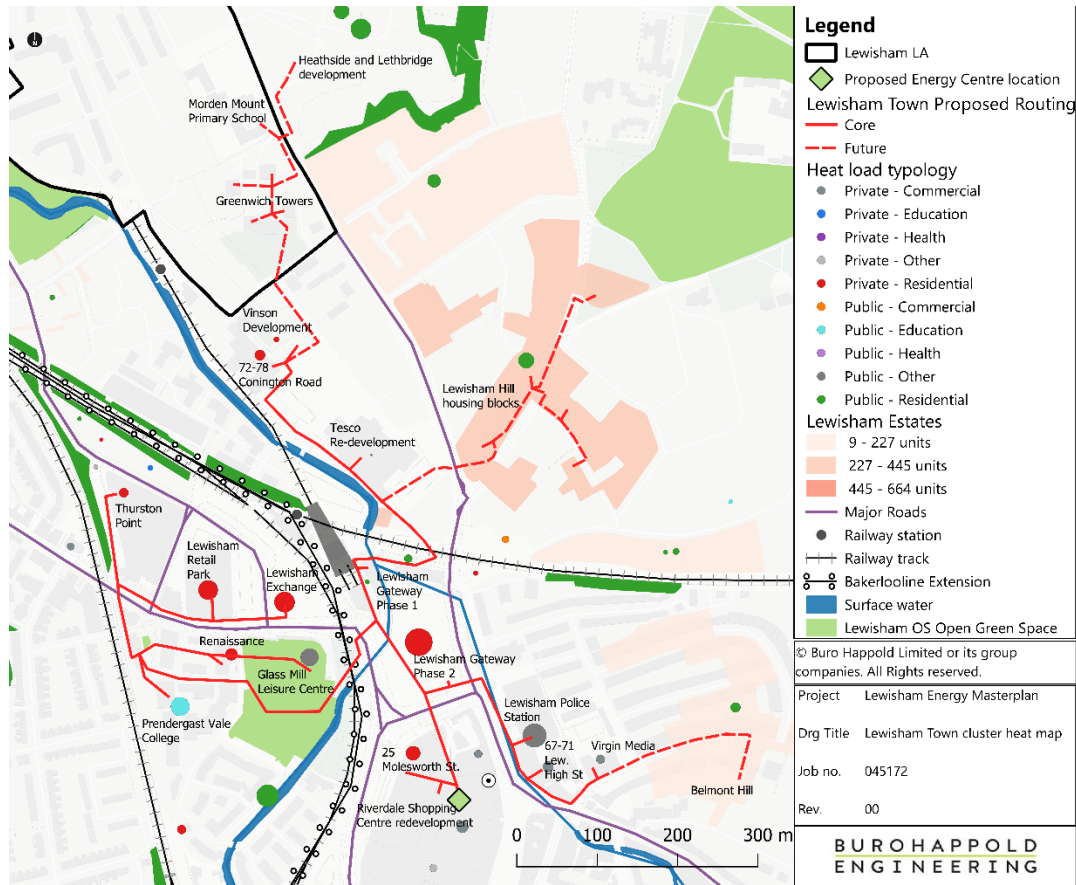 N
Heathside and Lethbridge
development
Morden Mount
Primary School
Greenwich Towers
Vinson
Development
72-78
Conington Road
Lewisham Hill
housing blocks
Tesco
Re-development
Thurston
Point
Lewisham
Retail
Park
Lewisham
Exchange
Lewisham
Gateway
Phase 1
Renaissance
Glass Mill
Leisure Centre
Lewisham Gateway
Phase 2
Prendergast Vale
College
Lewisham Police
Station
67-71
Lew.
High St
Virgin Media
25
Molesworth St.
Belmont Hill
Riverdale Shopping
Centre redevelopment
0 100 200 300 m
Legend
Lewisham LA
Proposed Energy Centre location
Lewisham Town Proposed Routing
Core
Future
Heat load typology
Private - Commercial
Private - Education
Private - Health
Private - Other
Private - Residential
Public - Commercial
Public - Education
Public - Health
Public - Other
Public - Residential
Lewisham Estates
9 - 227 units
227 - 445 units
445 - 664 units
Major Roads
Railway station
Railway track
Bakerlooline Extension
Surface water
Lewisham OS Open Green Space
© Buro Happold Limited or its group
companies. All Rights reserved.
Project Lewisham Energy Masterplan
Drg Title Lewisham Town cluster heat map
Job no. 045172
Rev. 00
BUROHAPPOLD
ENGINEERING